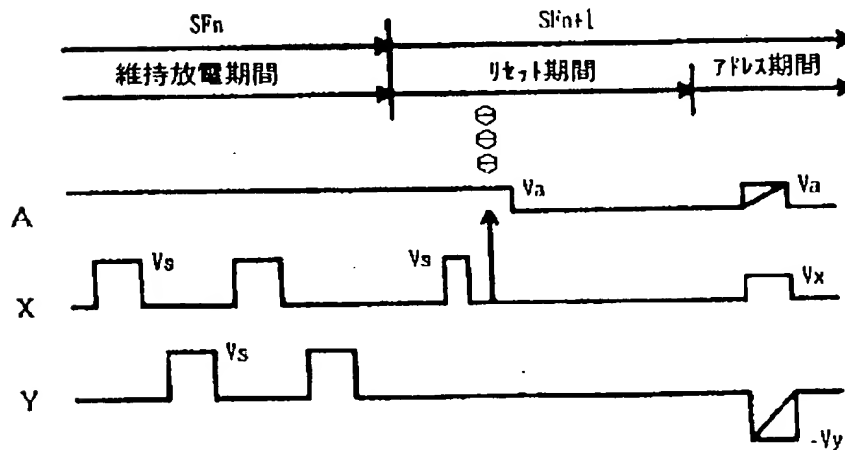 SFn SFn+1
維持放電期間 リセット期間 アドレス期間
A Va Va
X Vs Vs Vx
Y Vs -Vy